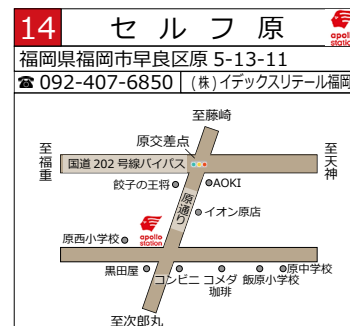 14 セルフ原
apollo
station
福岡県福岡市早良区原 5-13-11
☎ 092-407-6850 (株)イデックスリテール福岡
至藤崎
原交差点
至福重
国道 202 号線バイパス
至天神
餃子の王将
AOKI
原通り
イオン原店
apollo
station
原西小学校
黒田屋
コンビニ
コメダ
珈琲
飯原小学校
原中学校
至次郎丸